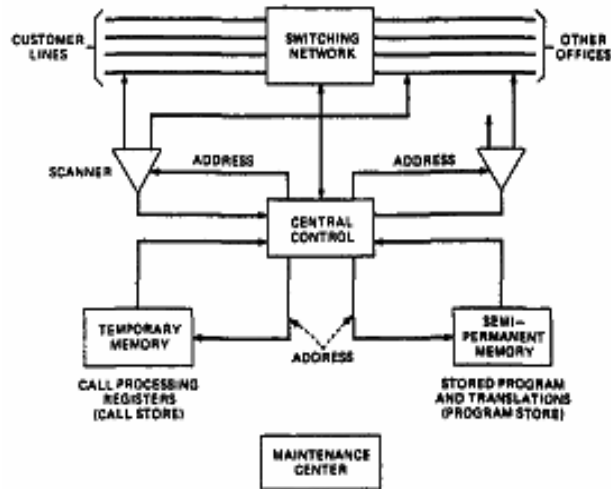 CUSTOMER
LINES
SWITCHING
NETWORK
OTHER
OFFICES
SCANNER
ADDRESS
ADDRESS
CENTRAL
CONTROL
TEMPORARY
MEMORY
ADDRESS
SEMI–
PERMANENT
MEMORY
CALL PROCESSING
REGISTERS
(CALL STORE)
STORED PROGRAM
AND TRANSLATIONS
(PROGRAM STORE)
MAINTENANCE
CENTER